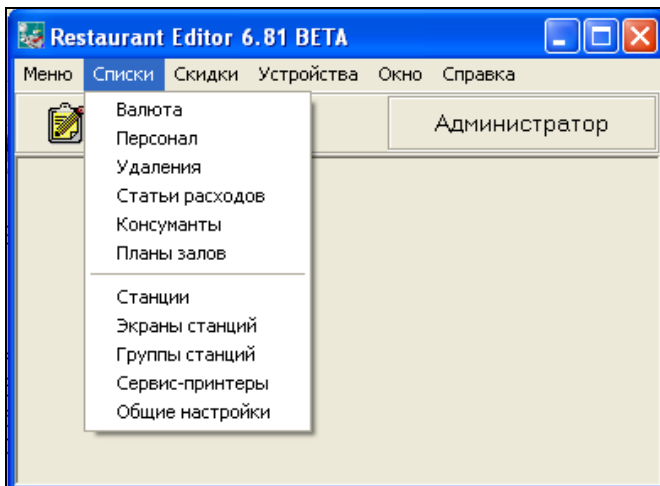 Restaurant Editor 6.81 BETA
Меню Списки Скидки Устройства Окно Справка
Администратор
Валюта
Персонал
Удаления
Статьи расходов
Консуманты
Планы залов
Станции
Экраны станций
Группы станций
Сервис-принтеры
Общие настройки